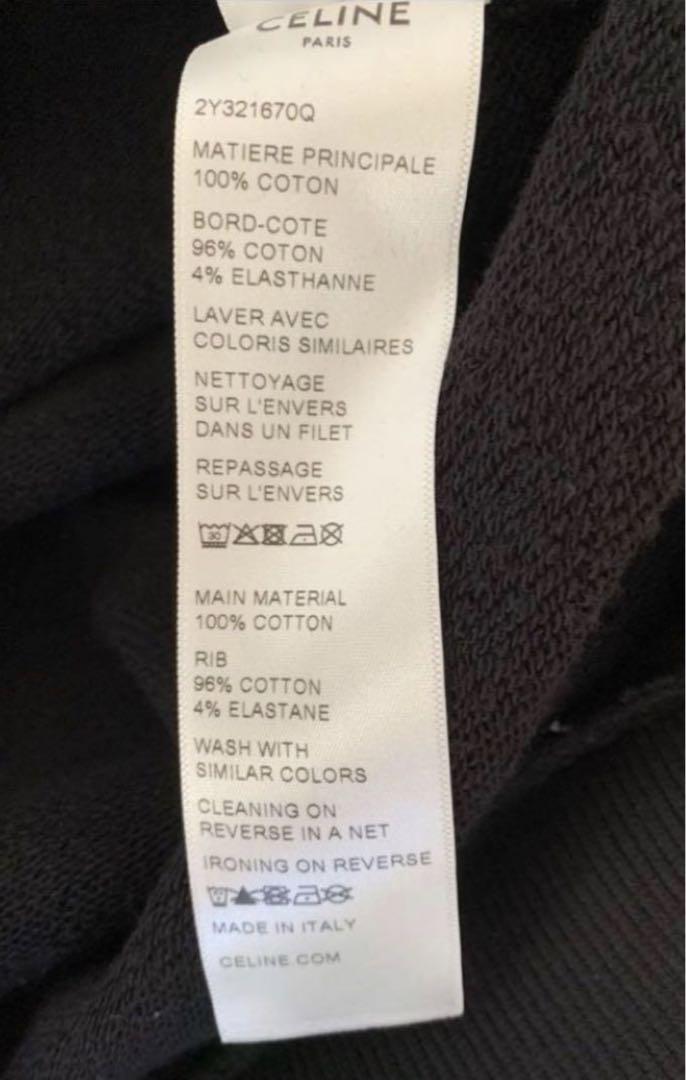 CELINE
PARIS
2Y321670Q
MATIERE PRINCIPALE
100% COTON
BORD-COTE
96% COTON
4% ELASTHANNE
LAVER AVEC
COLORIS SIMILAIRES
NETTOYAGE
SUR L'ENVERS
DANS UN FILET
REPASSAGE
SUR L'ENVERS
30
MAIN MATERIAL
100% COTTON
RIB
96% COTTON
4% ELASTANE
WASH WITH
SIMILAR COLORS
CLEANING ON
REVERSE IN A NET
IRONING ON REVERSE
MADE IN ITALY
CELINE.COM